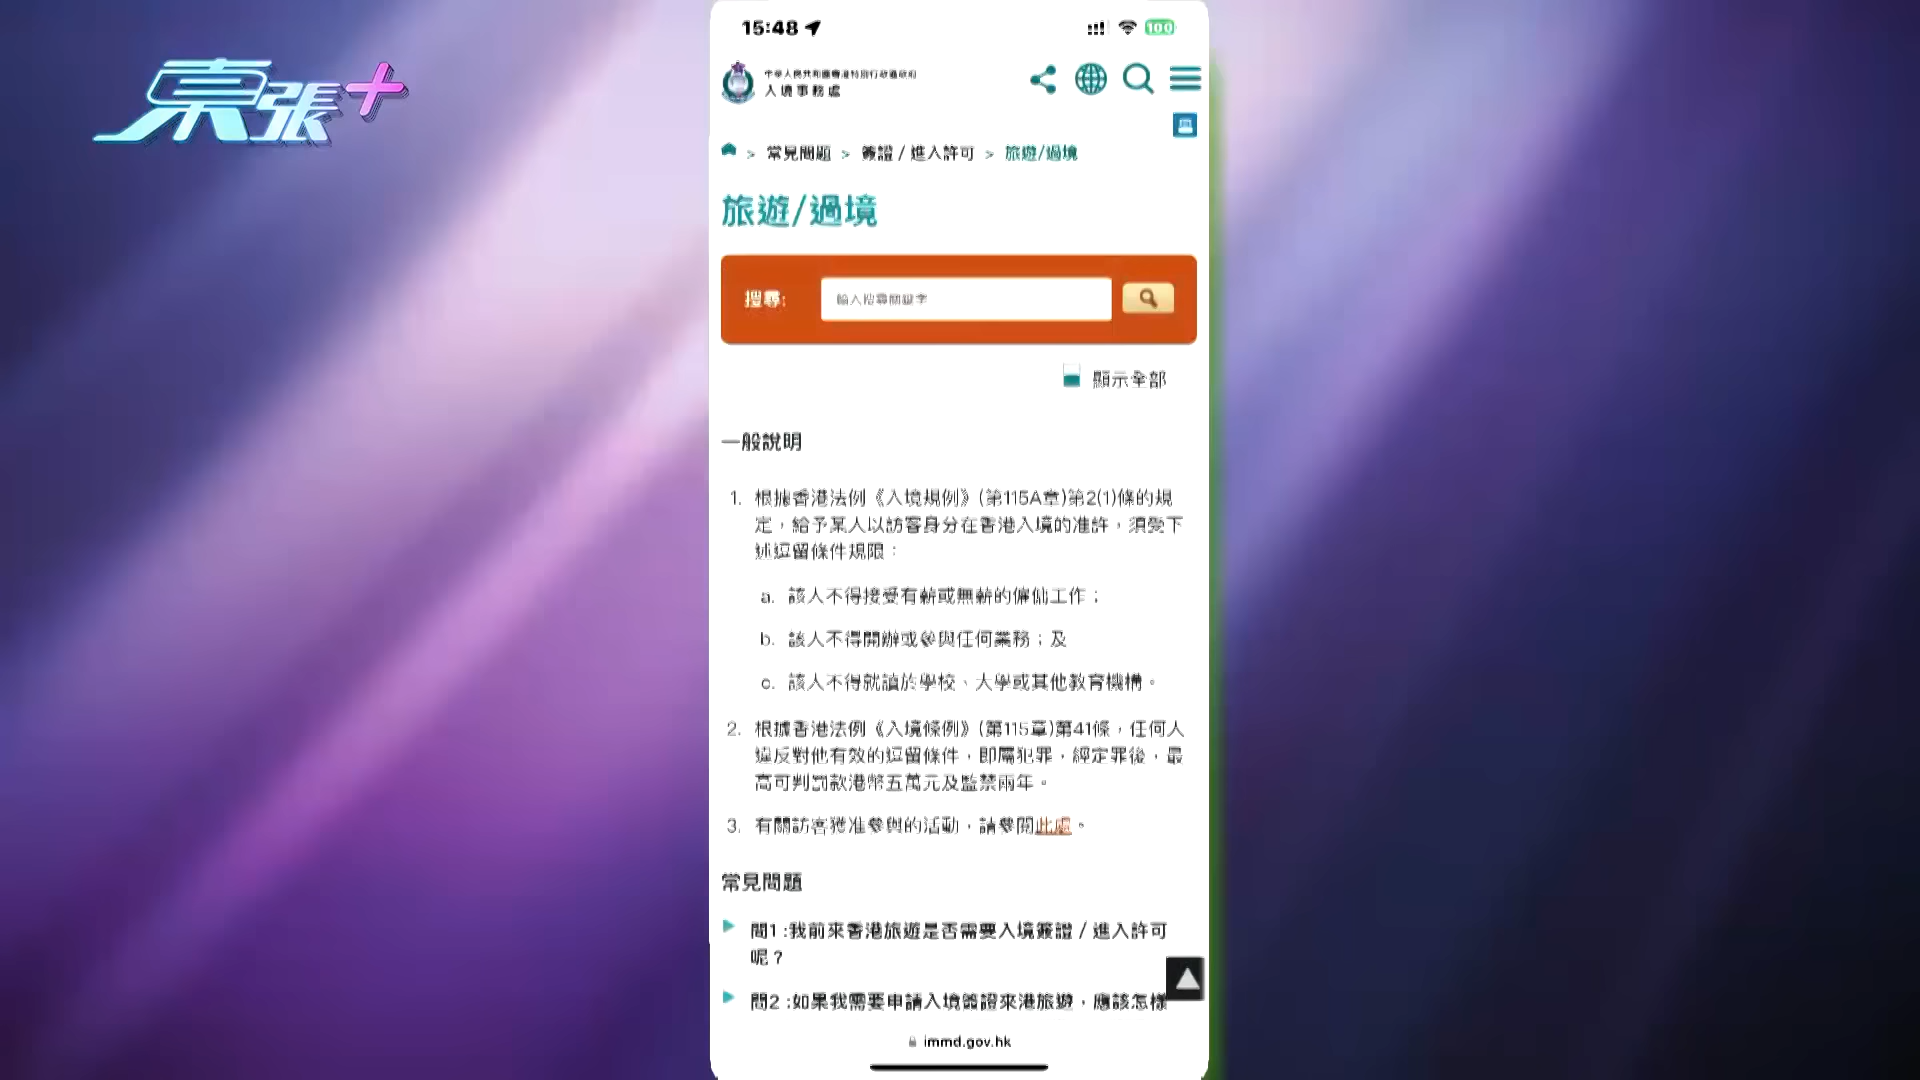 東張+
15:48
100
中華人民共和國香港特別行政區政府
入境事務處
> 常見問題 > 簽證 / 進入許可 > 旅遊/過境
旅遊/過境
搜尋:
輸入搜尋關鍵字
顯示全部
一般說明
1. 根據香港法例《入境規例》(第115A章)第2(1)條的規
定，給予某人以訪客身分在香港入境的准許，須受下
述逗留條件規限：
a. 該人不得接受有薪或無薪的僱傭工作；
b. 該人不得開辦或參與任何業務；及
c. 該人不得就讀於學校、大學或其他教育機構。
2. 根據香港法例《入境條例》(第115章)第41條，任何人
違反對他有效的逗留條件，即屬犯罪，經定罪後，最
高可判罰款港幣五萬元及監禁兩年。
3. 有關訪客獲准參與的活動，請參閱此處。
常見問題
問1 :我前來香港旅遊是否需要入境簽證 / 進入許可
呢？
問2 :如果我需要申請入境簽證來港旅遊，應該怎樣
immd.gov.hk